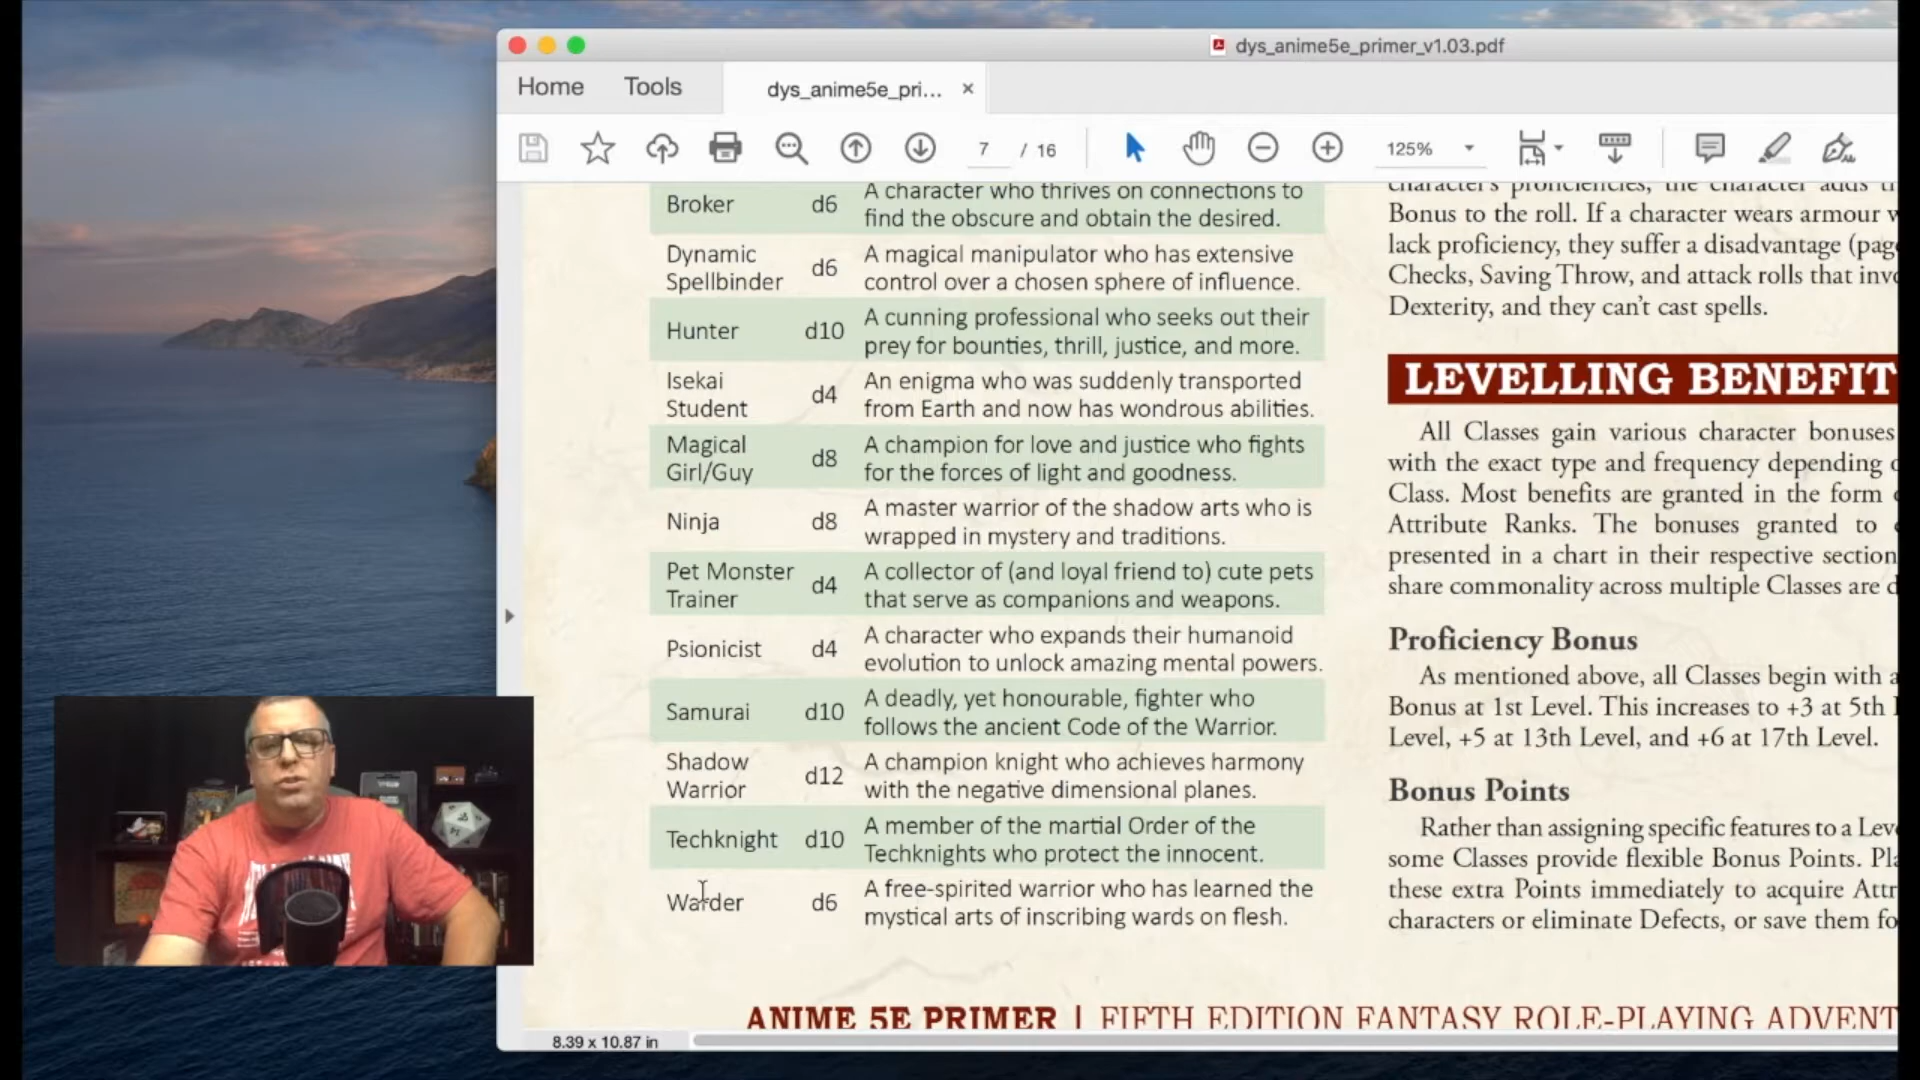 dys_anime5e_primer_v1.03.pdf
Home
Tools
dys_anime5e_pri...
7 / 16
125%
Broker d6 A character who thrives on connections to
find the obscure and obtain the desired.
Dynamic Spellbinder d6 A magical manipulator who has extensive
control over a chosen sphere of influence.
Hunter d10 A cunning professional who seeks out their
prey for bounties, thrill, justice, and more.
Isekai Student d4 An enigma who was suddenly transported
from Earth and now has wondrous abilities.
Magical Girl/Guy d8 A champion for love and justice who fights
for the forces of light and goodness.
Ninja d8 A master warrior of the shadow arts who is
wrapped in mystery and traditions.
Pet Monster Trainer d4 A collector of (and loyal friend to) cute pets
that serve as companions and weapons.
Psionicist d4 A character who expands their humanoid
evolution to unlock amazing mental powers.
Samurai d10 A deadly, yet honourable, fighter who
follows the ancient Code of the Warrior.
Shadow Warrior d12 A champion knight who achieves harmony
with the negative dimensional planes.
Techknight d10 A member of the martial Order of the
Techknights who protect the innocent.
Warder d6 A free-spirited warrior who has learned the
mystical arts of inscribing wards on flesh.
character's proficiencies, the character adds
Bonus to the roll. If a character wears armour
lack proficiency, they suffer a disadvantage
Checks, Saving Throw, and attack rolls that
Dexterity, and they can't cast spells.
LEVELLING BENEFIT
All Classes gain various character bonuses
with the exact type and frequency depending
Class. Most benefits are granted in the form
Attribute Ranks. The bonuses granted to
presented in a chart in their respective section
share commonality across multiple Classes are
Proficiency Bonus
As mentioned above, all Classes begin with a
Bonus at 1st Level. This increases to +3 at 5th
Level, +5 at 13th Level, and +6 at 17th Level.
Bonus Points
Rather than assigning specific features to a
some Classes provide flexible Bonus Points.
these extra Points immediately to acquire
characters or eliminate Defects, or save them
ANIME 5E PRIMER | FIFTH EDITION FANTASY ROLE-PLAYING ADVENT
8.39 x 10.87 in